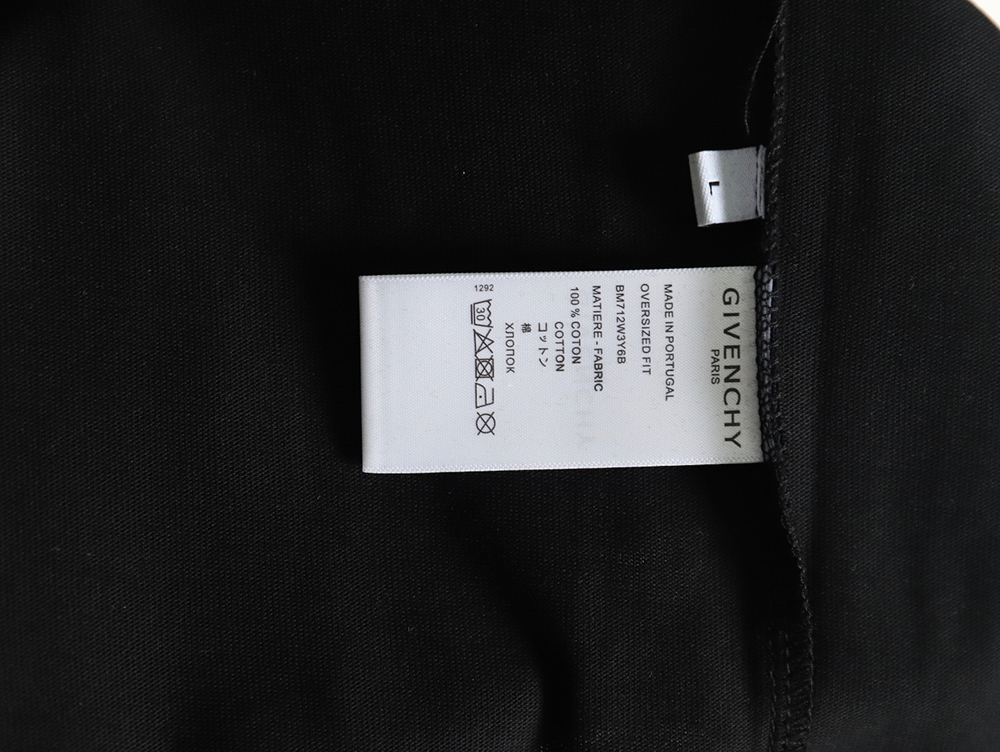 L
GIVENCHY
PARIS
MADE IN PORTUGAL
OVERSIZED FIT
BM712W3Y6B
MATIERE - FABRIC
100% COTON
COTTON
コットン
棉
ХЛОПОК
30
1292